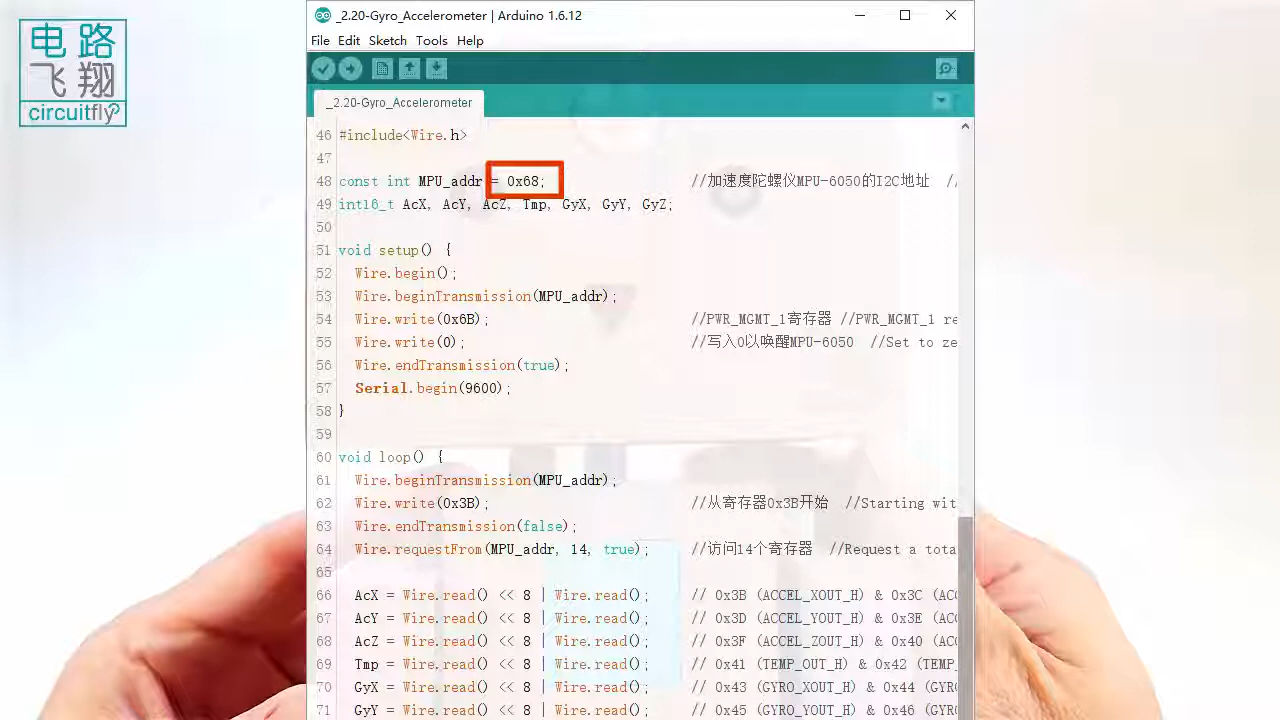 电路
飞翔
circuitfly
_2.20-Gyro_Accelerometer | Arduino 1.6.12
File Edit Sketch Tools Help
_2.20-Gyro_Accelerometer
46 #include<Wire.h>
47
48 const int MPU_addr = 0x68; //加速度陀螺仪MPU-6050的I2C地址 //
49 int16_t AcX, AcY, AcZ, Tmp, GyX, GyY, GyZ;
50
51 void setup() {
52 Wire.begin();
53 Wire.beginTransmission(MPU_addr);
54 Wire.write(0x6B); //PWR_MGMT_1寄存器 //PWR_MGMT_1 re
55 Wire.write(0); //写入0以唤醒MPU-6050 //Set to ze
56 Wire.endTransmission(true);
57 Serial.begin(9600);
58 }
59
60 void loop() {
61 Wire.beginTransmission(MPU_addr);
62 Wire.write(0x3B); //从寄存器0x3B开始 //Starting wit
63 Wire.endTransmission(false);
64 Wire.requestFrom(MPU_addr, 14, true); //访问14个寄存器 //Request a tota
65
66 AcX = Wire.read() << 8 | Wire.read(); // 0x3B (ACCEL_XOUT_H) & 0x3C (ACC
67 AcY = Wire.read() << 8 | Wire.read(); // 0x3D (ACCEL_YOUT_H) & 0x3E (ACC
68 AcZ = Wire.read() << 8 | Wire.read(); // 0x3F (ACCEL_ZOUT_H) & 0x40 (ACC
69 Tmp = Wire.read() << 8 | Wire.read(); // 0x41 (TEMP_OUT_H) & 0x42 (TEMP_
70 GyX = Wire.read() << 8 | Wire.read(); // 0x43 (GYRO_XOUT_H) & 0x44 (GYR
71 GyY = Wire.read() << 8 | Wire.read(); // 0x45 (GYRO_YOUT_H) & 0x46 (GYR